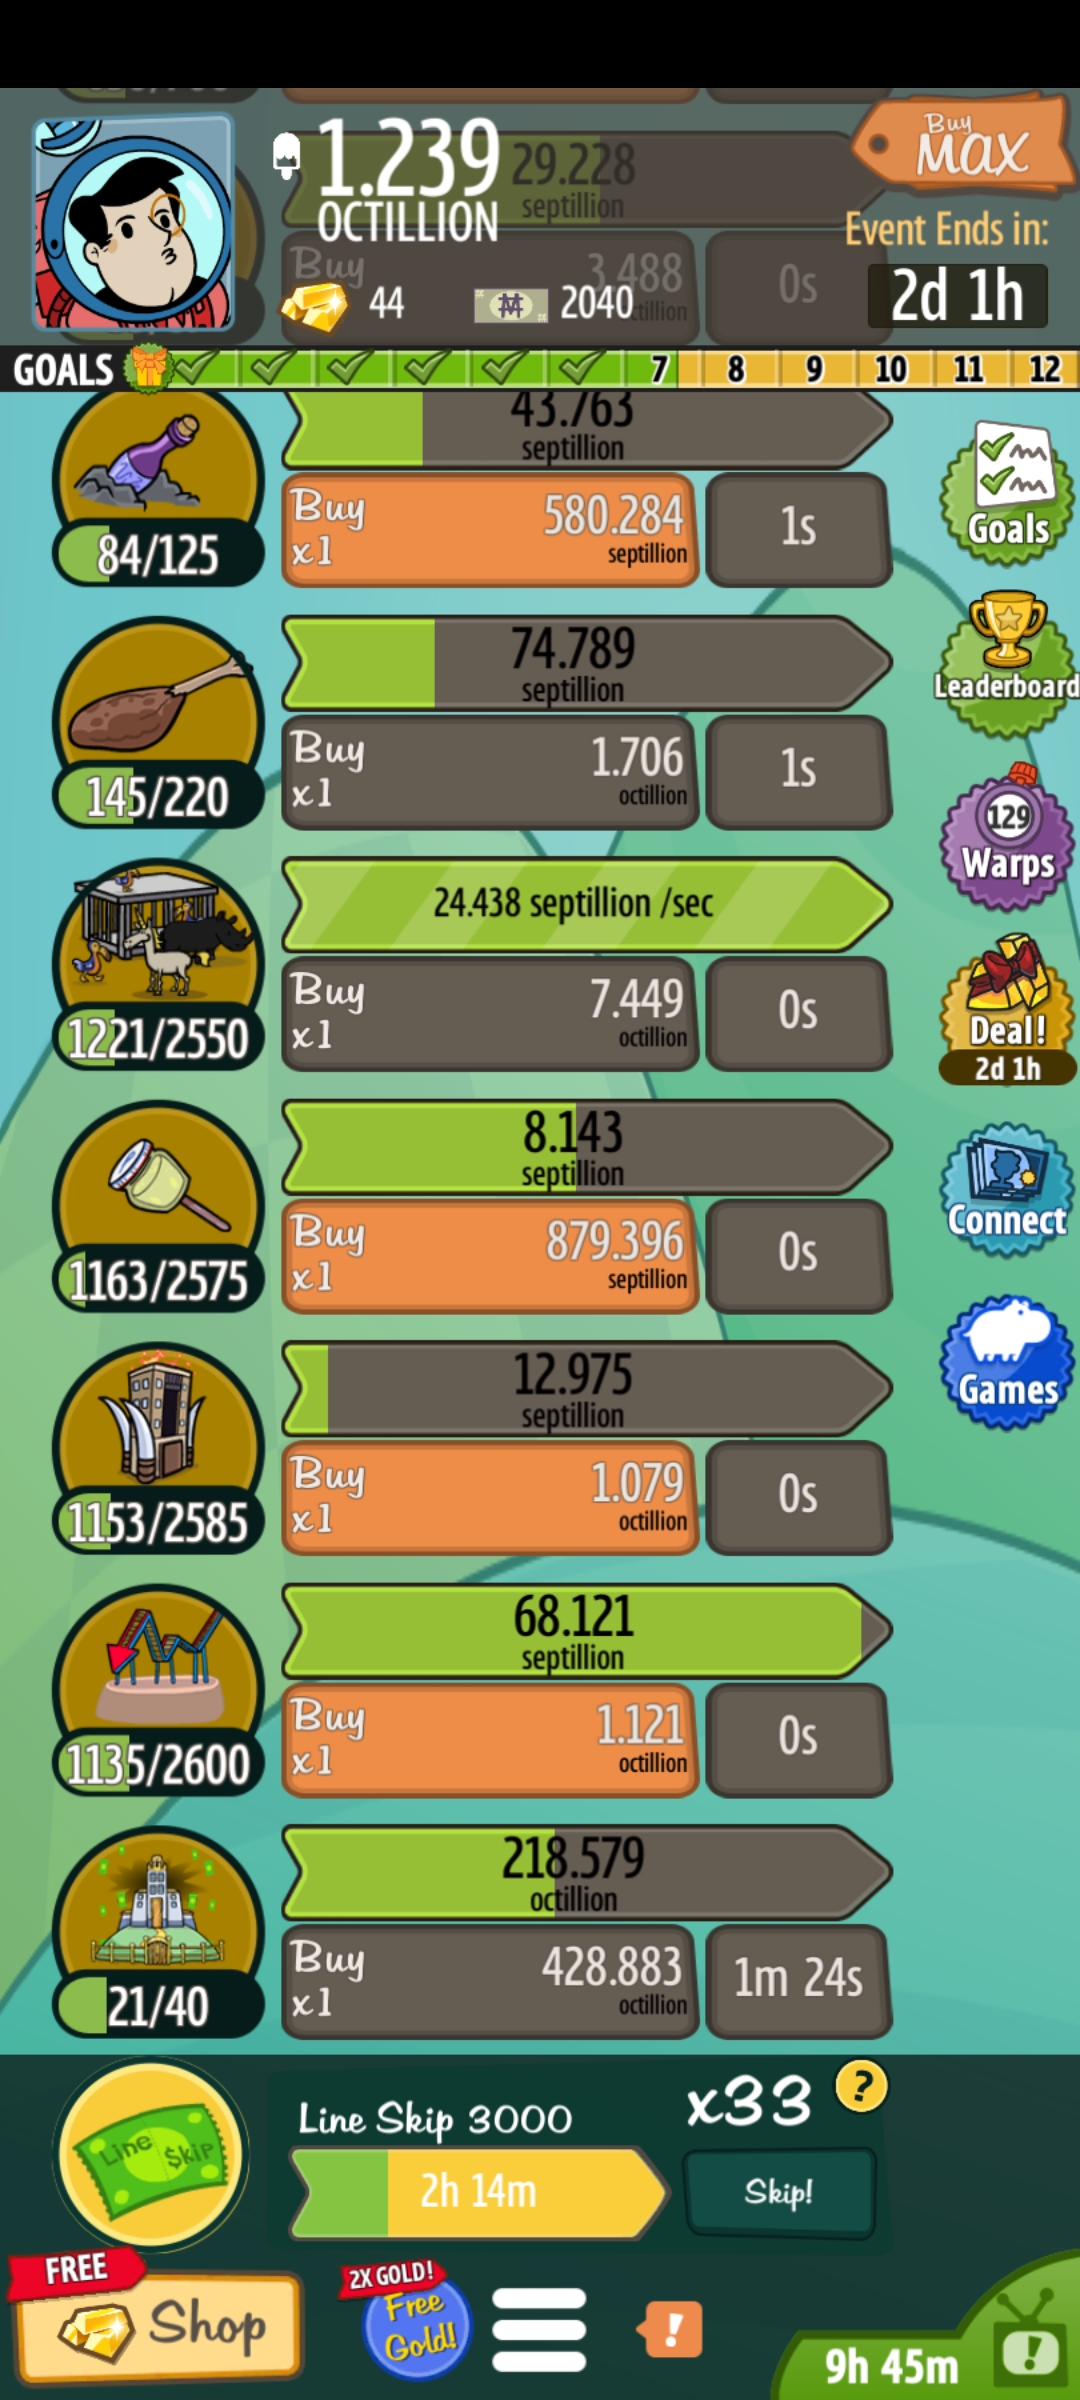 1.239
OCTILLION
29.228
septillion
Buy
MAX
Event Ends in:
2d 1h
Buy
3.488
0s
44
2040
GOALS 7 8 9 10 11 12
43.763
septillion
Buy
x1
580.284
septillion
1s
84/125
Goals
74.789
septillion
Buy
x1
1.706
octillion
1s
145/220
Leaderboard
24.438 septillion /sec
Buy
x1
7.449
octillion
0s
1221/2550
129
Warps
Deal!
2d 1h
8.143
septillion
Buy
x1
879.396
septillion
0s
1163/2575
Connect
12.975
septillion
Buy
x1
1.079
octillion
0s
1153/2585
Games
68.121
septillion
Buy
x1
1.121
octillion
0s
1135/2600
218.579
octillion
Buy
x1
428.883
octillion
1m 24s
21/40
Line $kip
Line Skip 3000
x33
?
2h 14m
Skip!
FREE
Shop
2X GOLD!
Free
Gold!
!
9h 45m
!